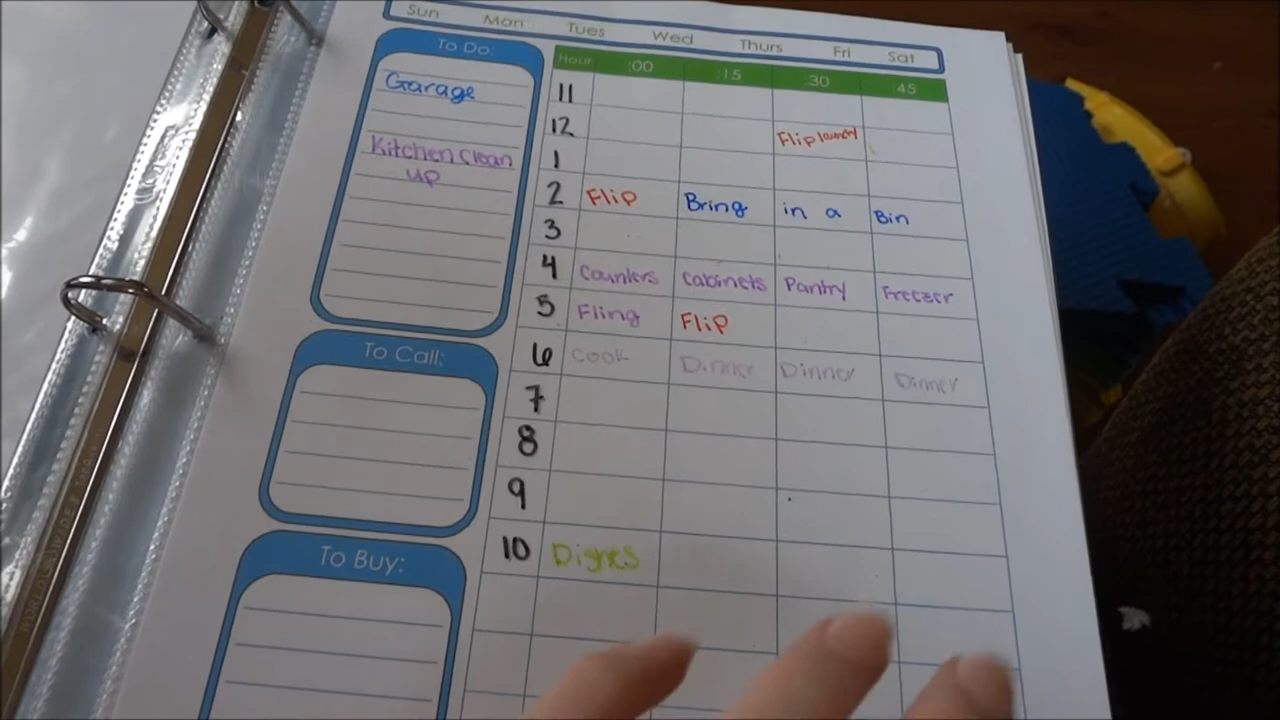 Sun Mon Tues Wed Thurs Fri Sat
To Do:
Garage
Kitchen Clean
up
To Call:
To Buy:
Hour :00 :15 :30 45
11
12 Flip laundry
1
2 Flip Bring in a Bin
3
4 Counters Cabinets Pantry Freezer
5 Fling Flip
6 Cook Dinner Dinner Dinner
7
8
9
10 Dishes